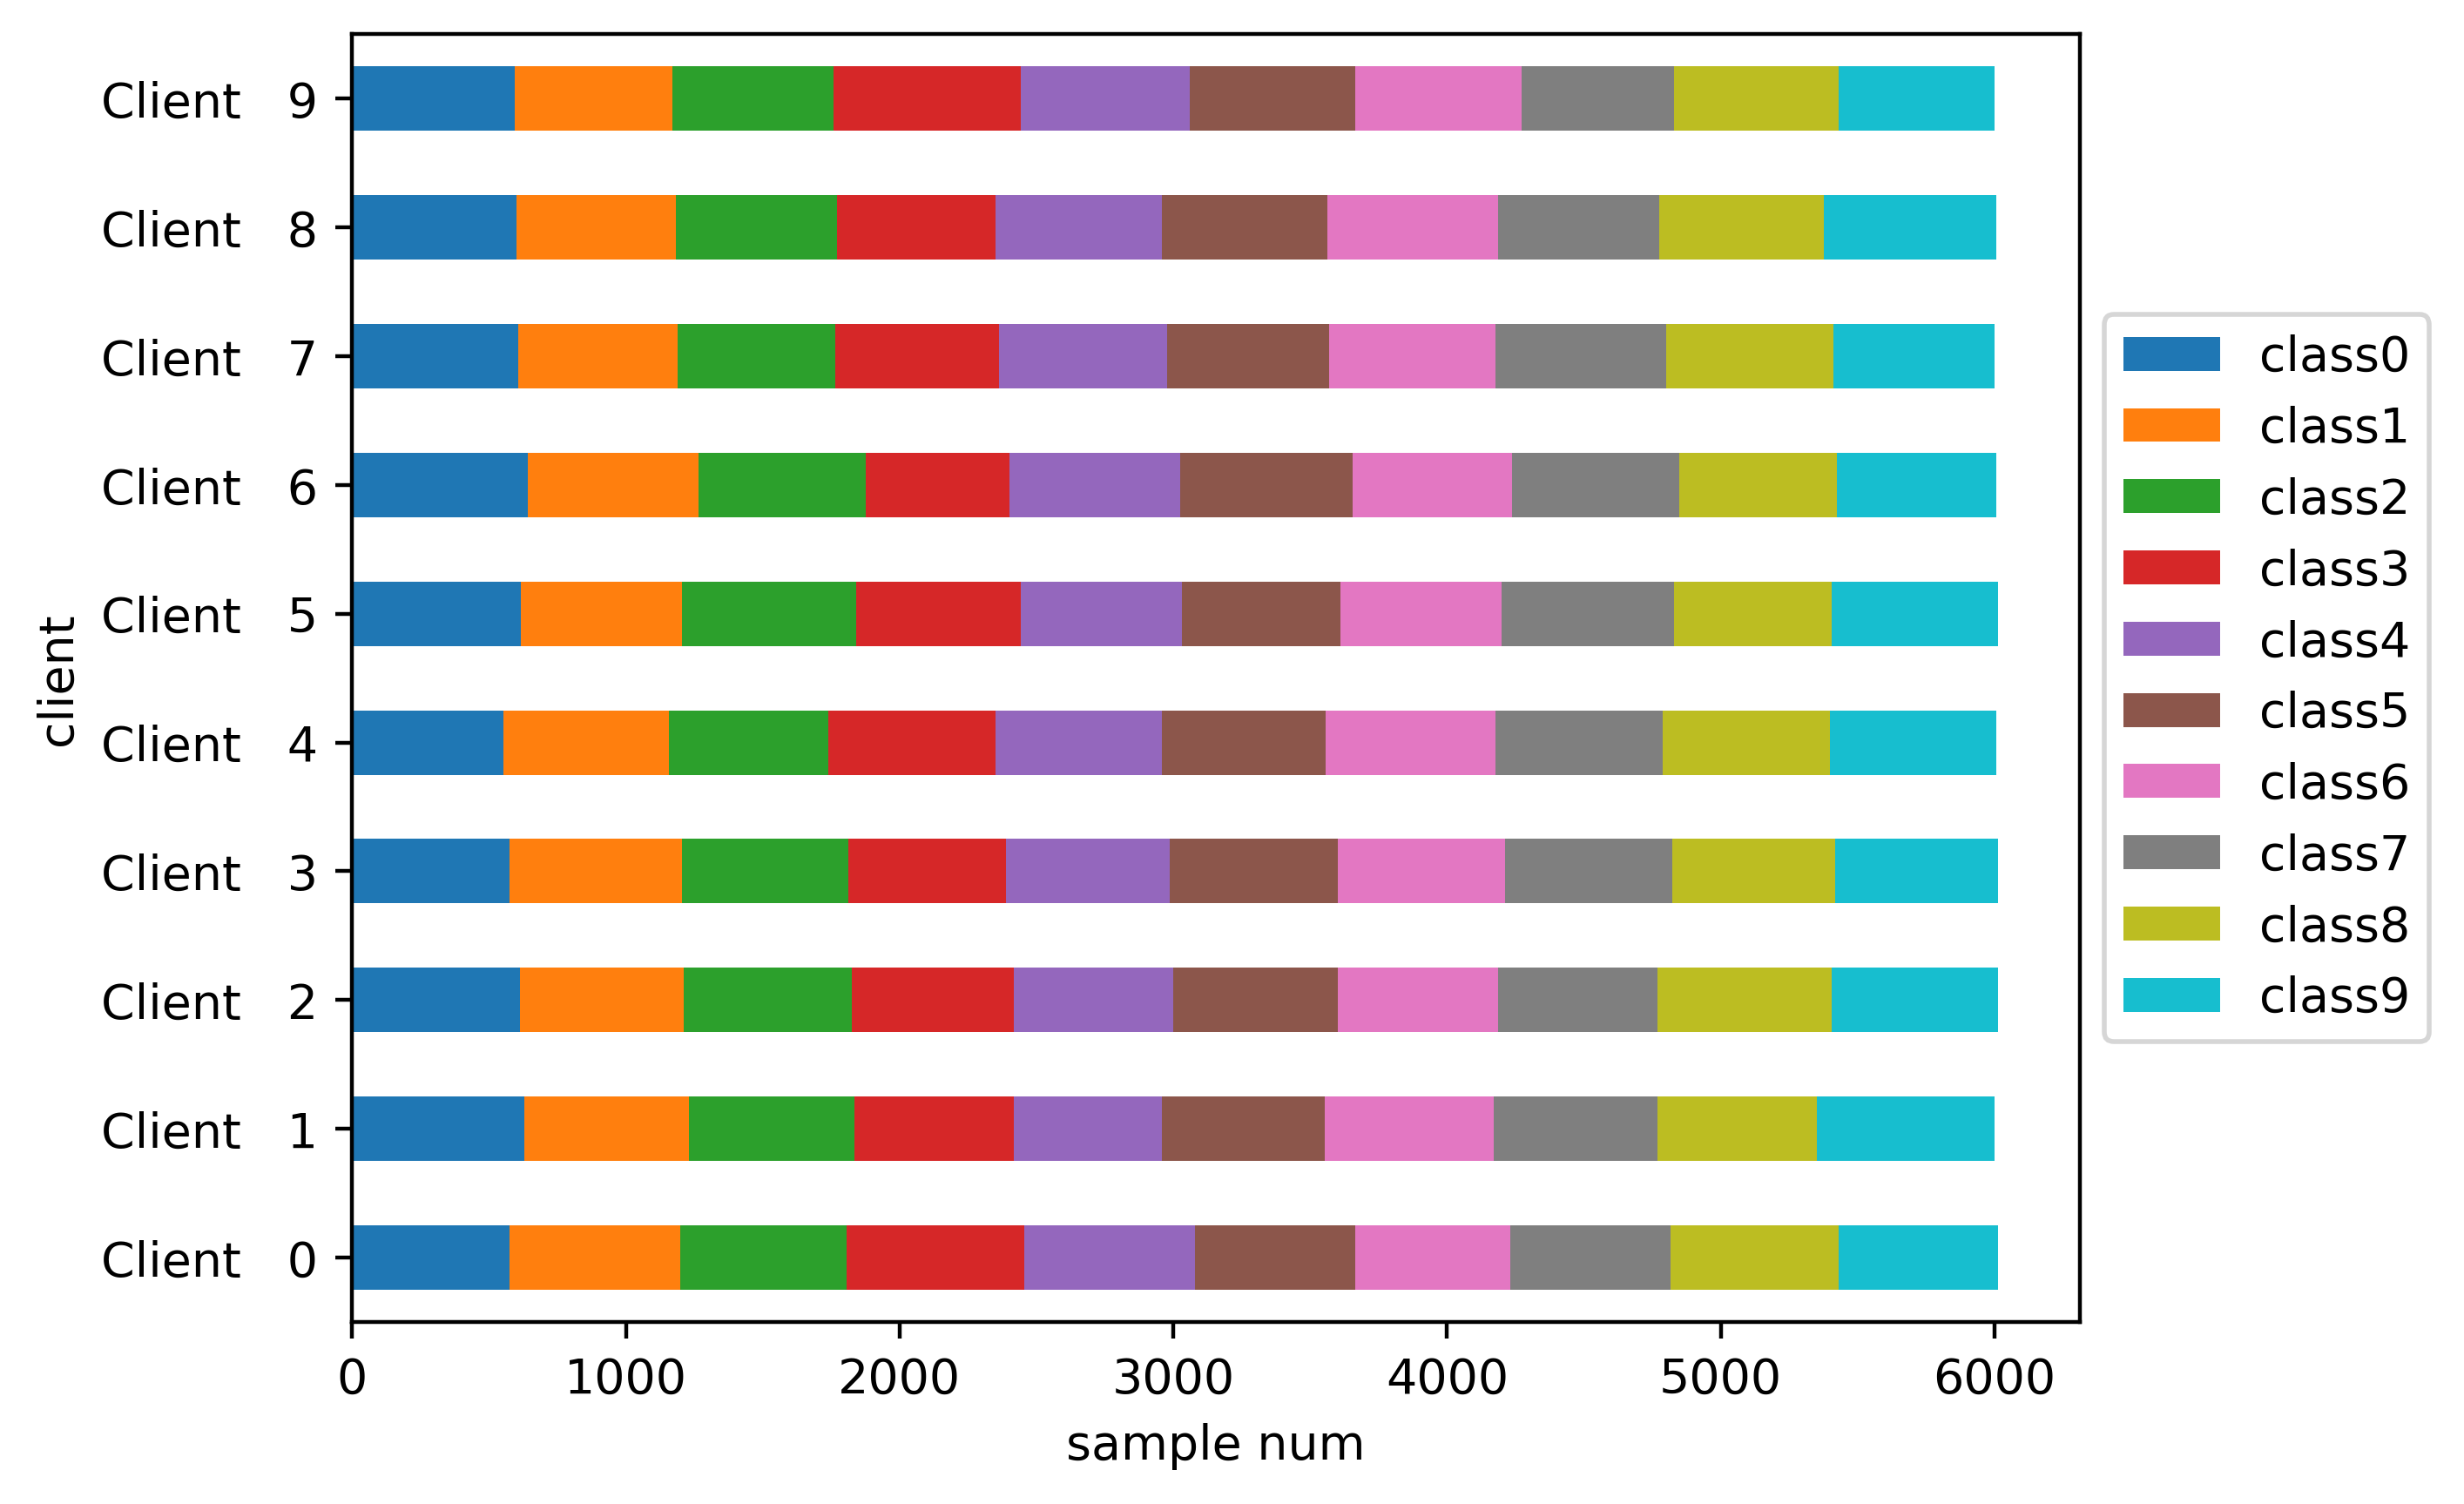 client
Client 9
Client 8
Client 7
Client 6
Client 5
Client 4
Client 3
Client 2
Client 1
Client 0
0 1000 2000 3000 4000 5000 6000
sample num
class0
class1
class2
class3
class4
class5
class6
class7
class8
class9